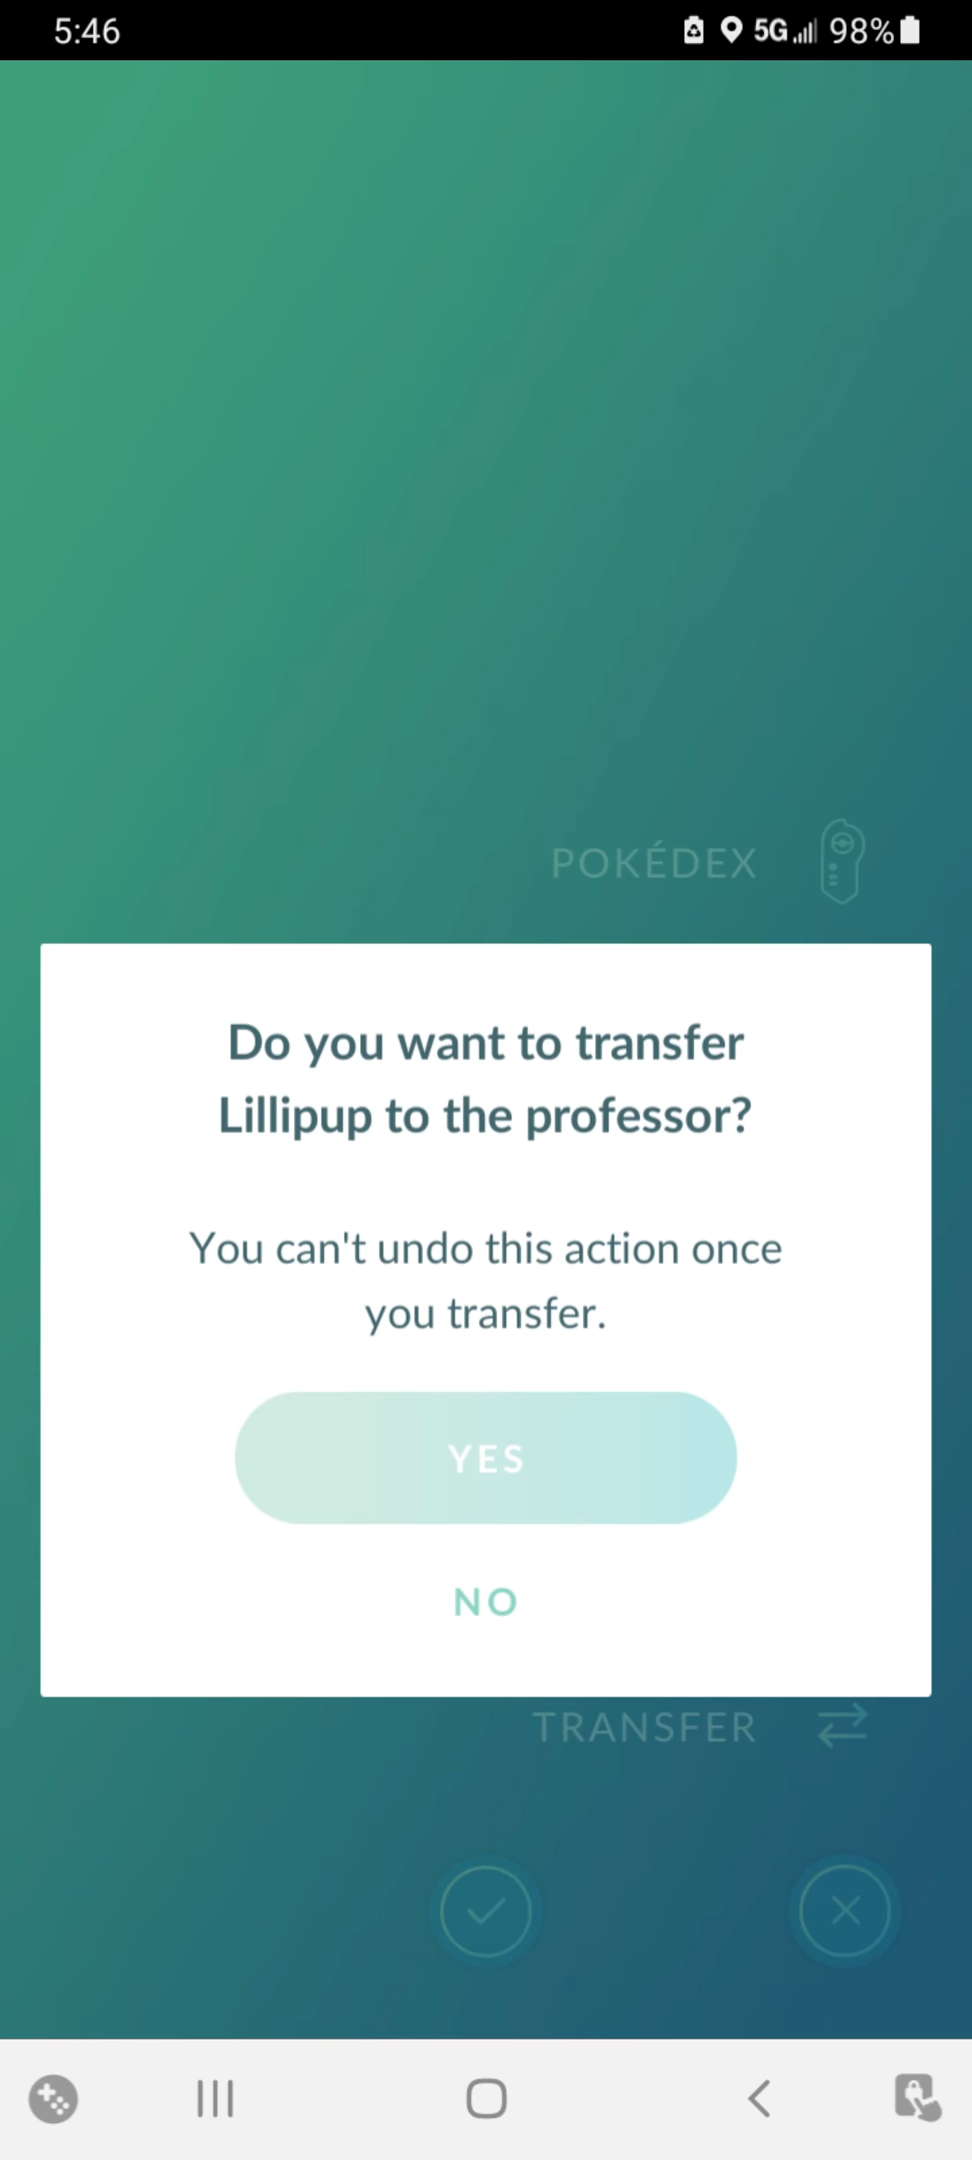 5:46
5G 98%
POKÉDEX
Do you want to transfer
Lillipup to the professor?
You can't undo this action once
you transfer.
YES
NO
TRANSFER